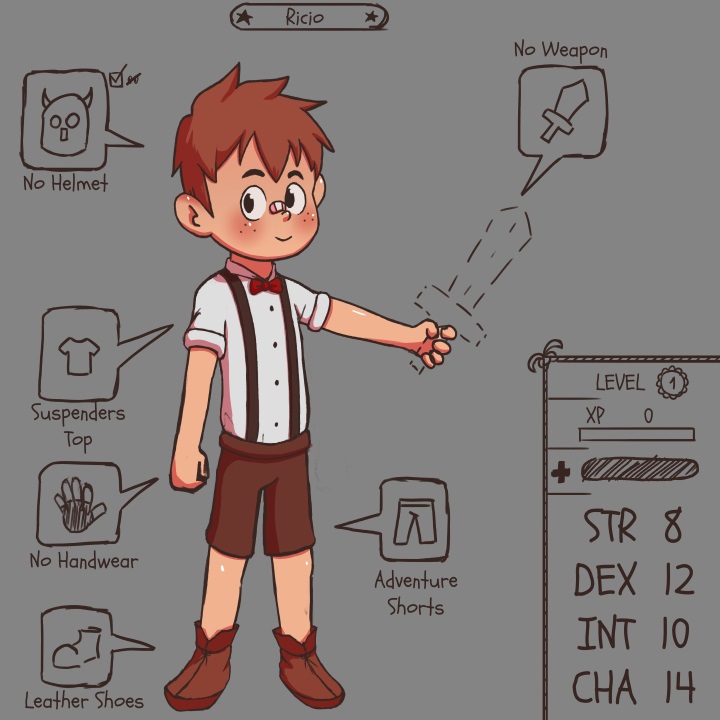 Ricio
No Weapon
No Helmet
Suspenders
Top
No Handwear
Adventure
Shorts
Leather Shoes
LEVEL 1
XP 0
STR 8
DEX 12
INT 10
CHA 14